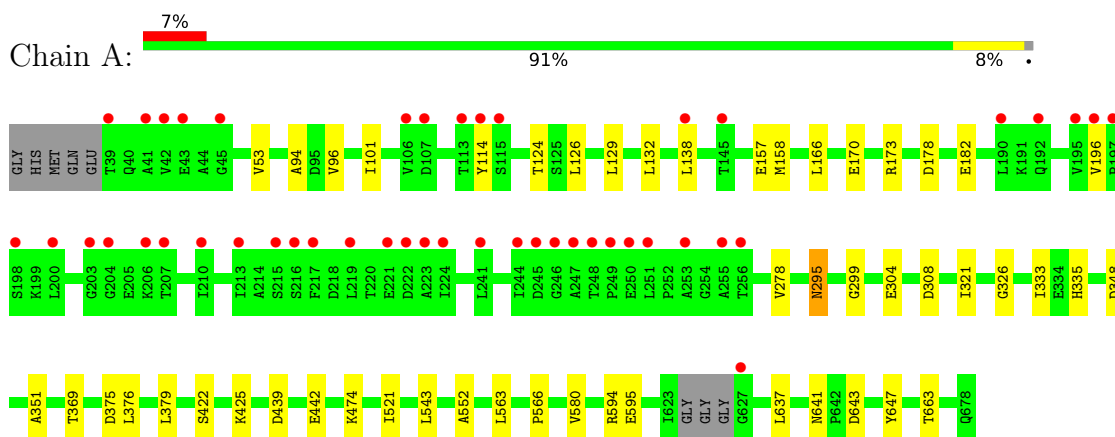 7%
Chain A:
91% 8% •
GLY HIS MET GLN GLU T39 Q40 A41 V42 E43 A44 G45 V53 A94 D95 V96 I101 V106 D107 T113 Y114 S115 T124 S125 L126 L129 L132 L138 T145 E157 M158 L166 E170 R173 D178 E182 L190 K191 Q192 V195 V196
S198 K199 L200 G203 G204 E205 K206 T207 I210 I213 A214 S215 S216 F217 D218 L219 T220 E221 D222 A223 I224 L241 I244 D245 G246 A247 T248 P249 E250 L251 P252 A253 G254 A255 T256 V278 N295 G299 E304 D308 I321 G326 I333 E334 H335
A351 T369 D375 L376 L379 S422 K425 D439 E442 K474 I521 L543 A552 L563 P566 V580 R594 E595 I623 GLY GLY GLY G627 L637 N641 P642 D643 Y647 T663 Q678